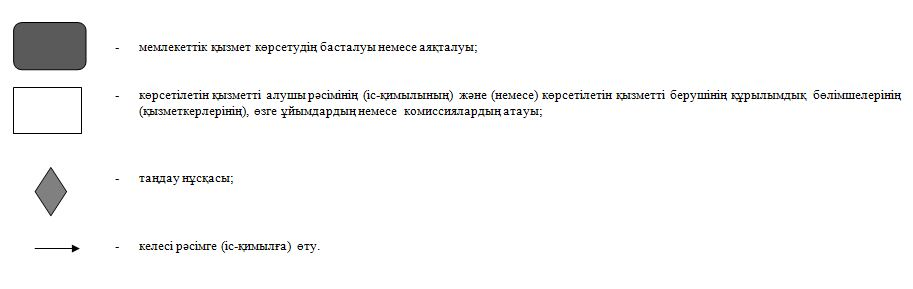 - мемлекеттік қызмет көрсетудің басталуы немесе аяқталуы;
- көрсетілетін қызметті алушы рәсімінің (іс-қимылының) және (немесе) көрсетілетін қызметті берушінің құрылымдық бөлімшелерінің
(қызметкерлерінің), өзге ұйымдардың немесе комиссиялардың атауы;
- таңдау нұсқасы;
- келесі рәсімге (іс-қимылға) өту.